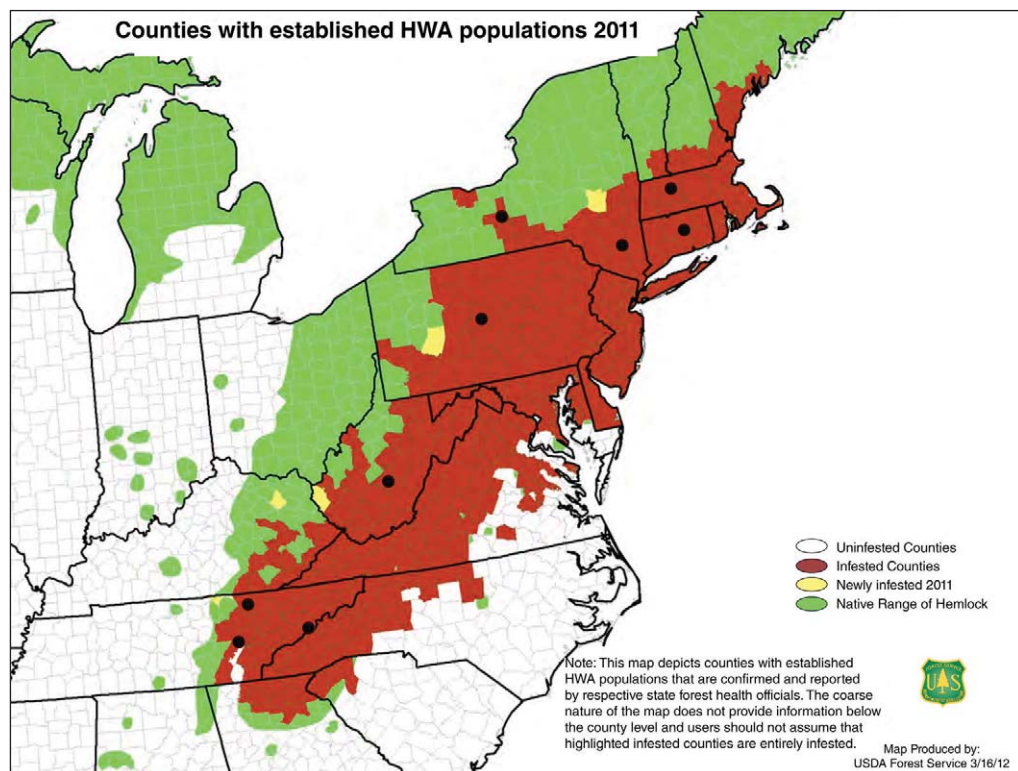 Counties with established HWA populations 2011
Uninfested Counties
Infested Counties
Newly infested 2011
Native Range of Hemlock
Note: This map depicts counties with established
HWA populations that are confirmed and reported
by respective state forest health officials. The coarse
nature of the map does not provide information below
the county level and users should not assume that
highlighted infested counties are entirely infested.
FOREST SERVICE
U S
Map Produced by:
USDA Forest Service 3/16/12